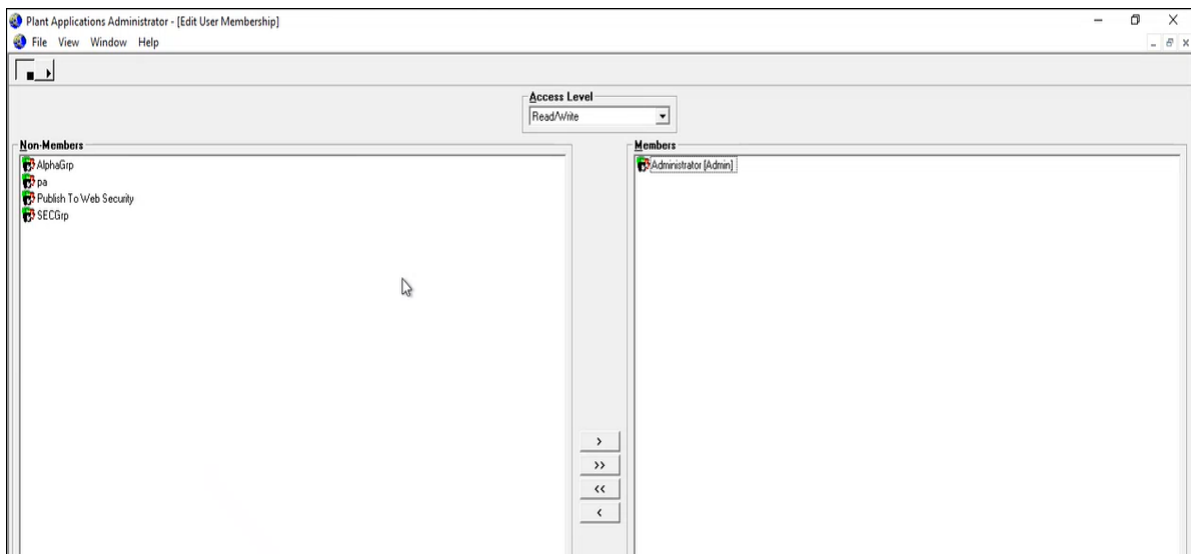 Plant Applications Administrator - [Edit User Membership]
File View Window Help
Access Level
Read/Write
Non-Members
AlphaGrp
pa
Publish To Web Security
SECGrp
Members
Administrator [Admin]
>
>>
<<
<